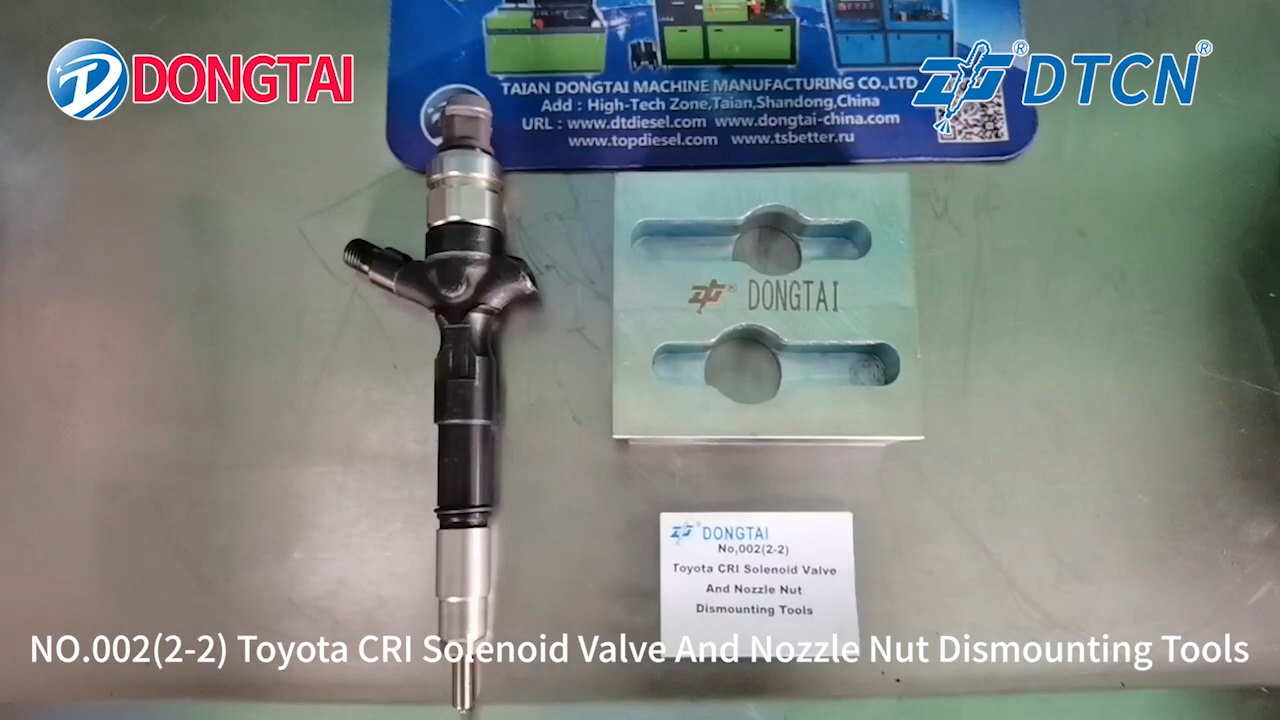 DONGTAI
DTCN
TAIAN DONGTAI MACHINE MANUFACTURING CO.,LTD
Add : High-Tech Zone,Taian,Shandong,China
URL : www.dtdiesel.com www.dongtai-china.com
www.topdiesel.com www.tsbetter.ru
® DONGTAI
® DONGTAI
No,002(2-2)
Toyota CRI Solenoid Valve
And Nozzle Nut
Dismounting Tools
NO.002(2-2) Toyota CRI Solenoid Valve And Nozzle Nut Dismounting Tools